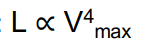 : L ∝ V⁴ₘₐₓ